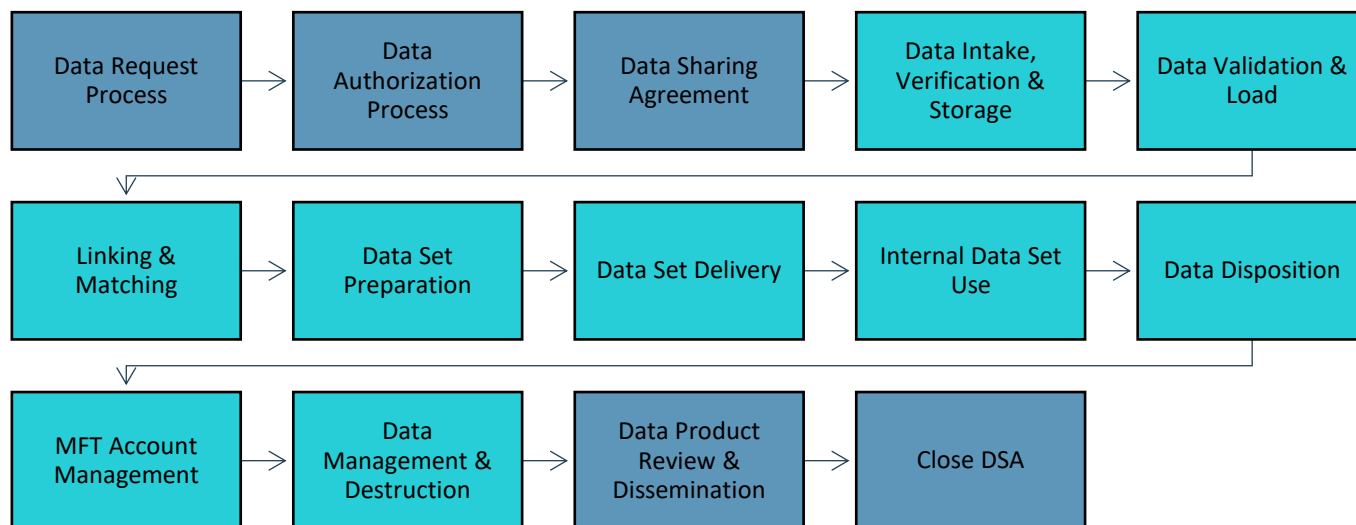 Data Request
Process
Data
Authorization
Process
Data Sharing
Agreement
Data Intake,
Verification &
Storage
Data Validation &
Load
Linking &
Matching
Data Set
Preparation
Data Set Delivery
Internal Data Set
Use
Data Disposition
MFT Account
Management
Data
Management &
Destruction
Data Product
Review &
Dissemination
Close DSA